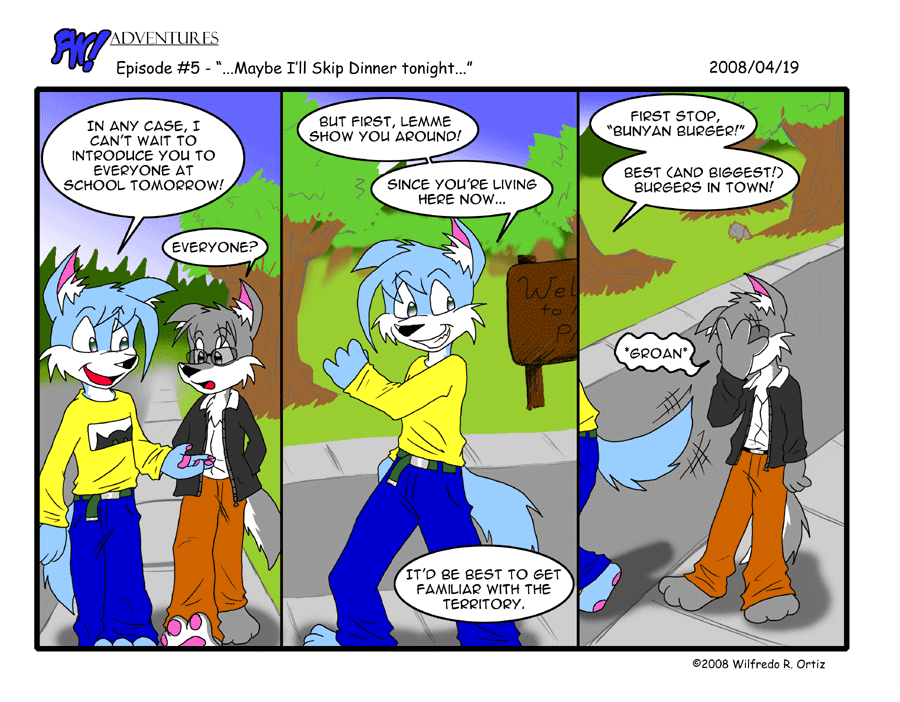 FW! ADVENTURES
Episode #5 - "...Maybe I'll Skip Dinner tonight..."
2008/04/19
IN ANY CASE, I
CAN'T WAIT TO
INTRODUCE YOU TO
EVERYONE AT
SCHOOL TOMORROW!
EVERYONE?
BUT FIRST, LEMME
SHOW YOU AROUND!
SINCE YOU'RE LIVING
HERE NOW...
Wel
to
P
IT'D BE BEST TO GET
FAMILIAR WITH THE
TERRITORY.
FIRST STOP,
"BUNYAN BURGER!"
BEST (AND BIGGEST!)
BURGERS IN TOWN!
*GROAN*
©2008 Wilfredo R. Ortiz